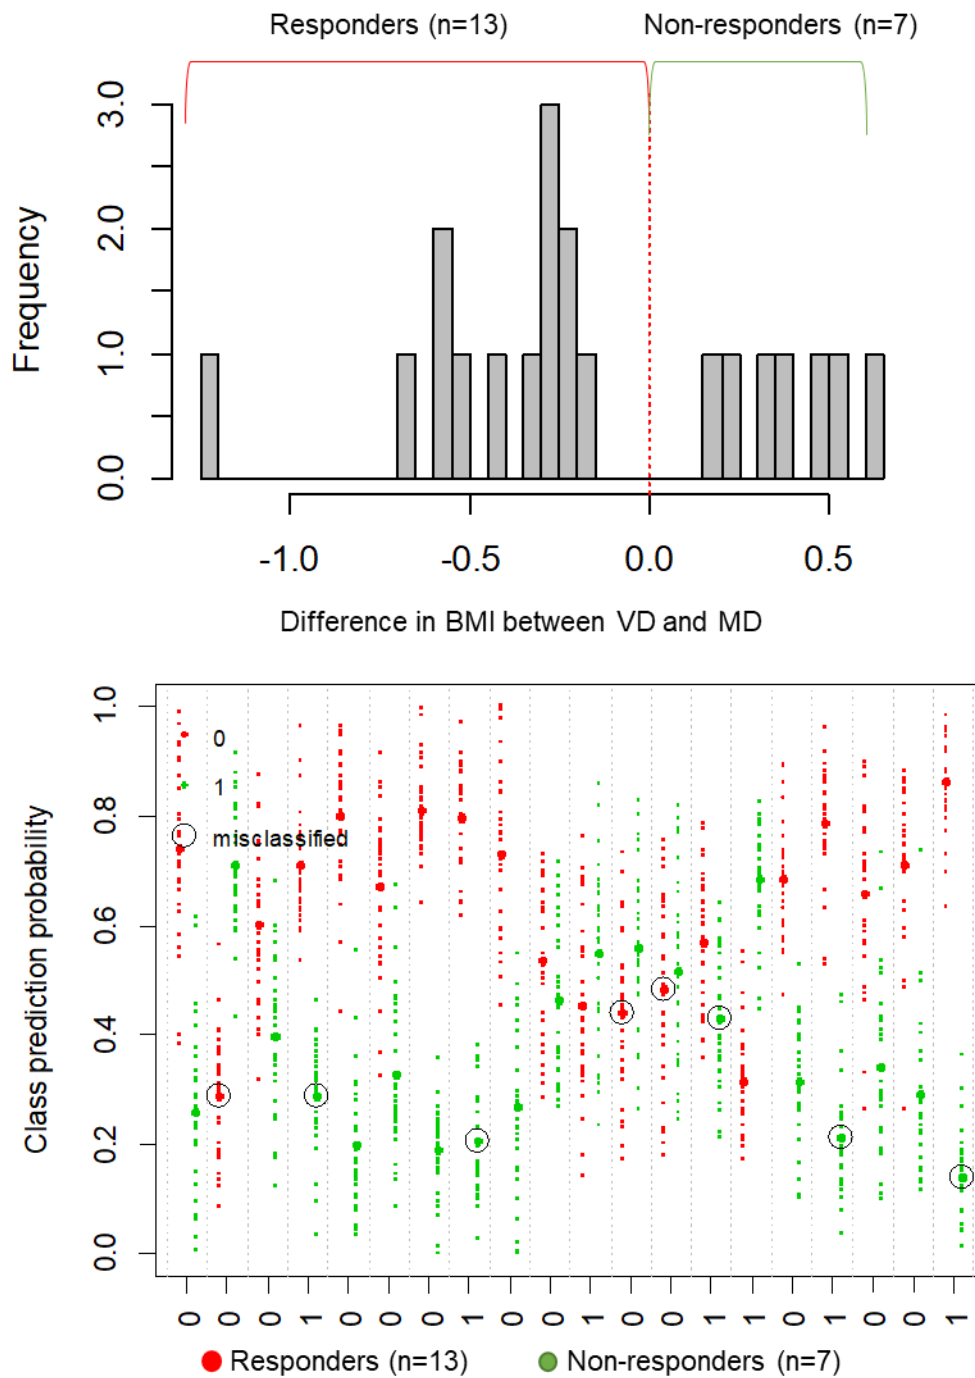 Responders (n=13) Non-responders (n=7)
Frequency
3.0
2.0
1.0
0.0
-1.0 -0.5 0.0 0.5
Difference in BMI between VD and MD
Class prediction probability
1.0
0.8
0.6
0.4
0.2
0.0
0
1
misclassified
0 0 0 1 0 0 0 1 0 0 1 0 0 1 1 0 1 0 0 1
Responders (n=13) Non-responders (n=7)